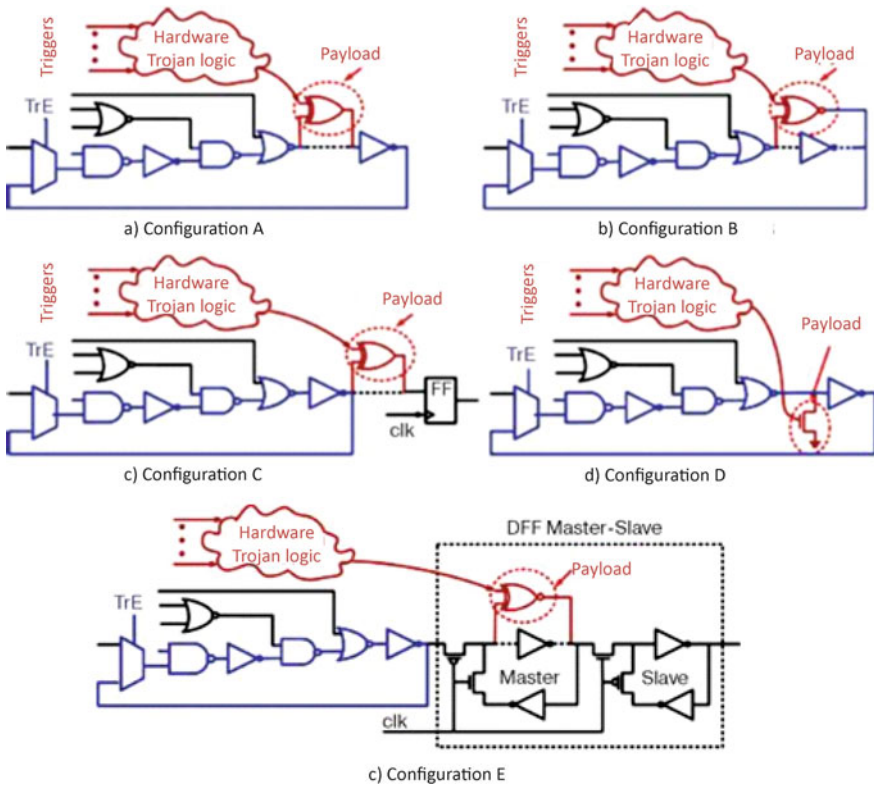 Triggers
Hardware
Trojan logic
Payload
TrE
a) Configuration A
Triggers
Hardware
Trojan logic
Payload
TrE
b) Configuration B
Triggers
Hardware
Trojan logic
Payload
TrE
FF
clk
c) Configuration C
Triggers
Hardware
Trojan logic
Payload
TrE
d) Configuration D
Hardware
Trojan logic
DFF Master-Slave
Payload
TrE
Master
Slave
clk
c) Configuration E